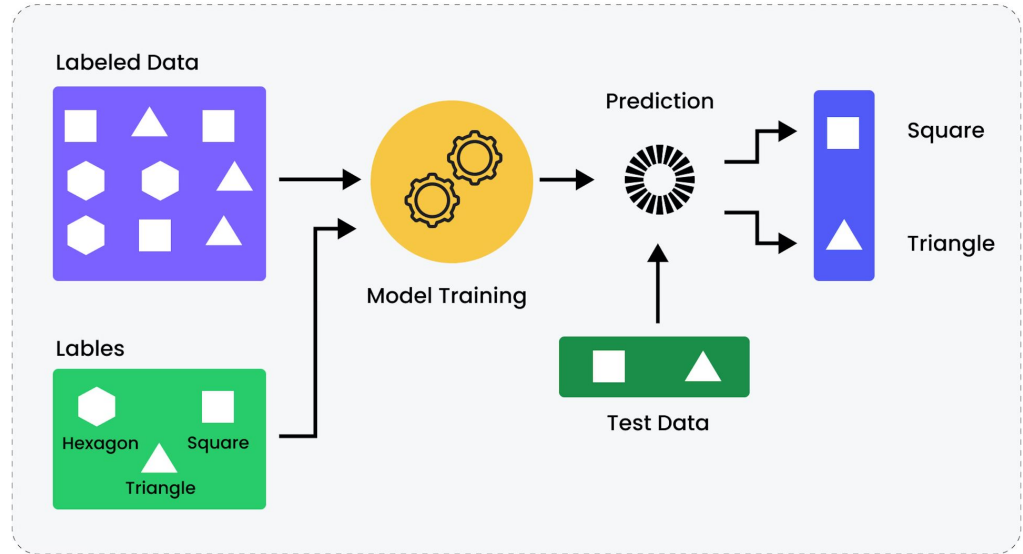 Labeled Data
Prediction
Square
Triangle
Model Training
Lables
Hexagon
Square
Triangle
Test Data